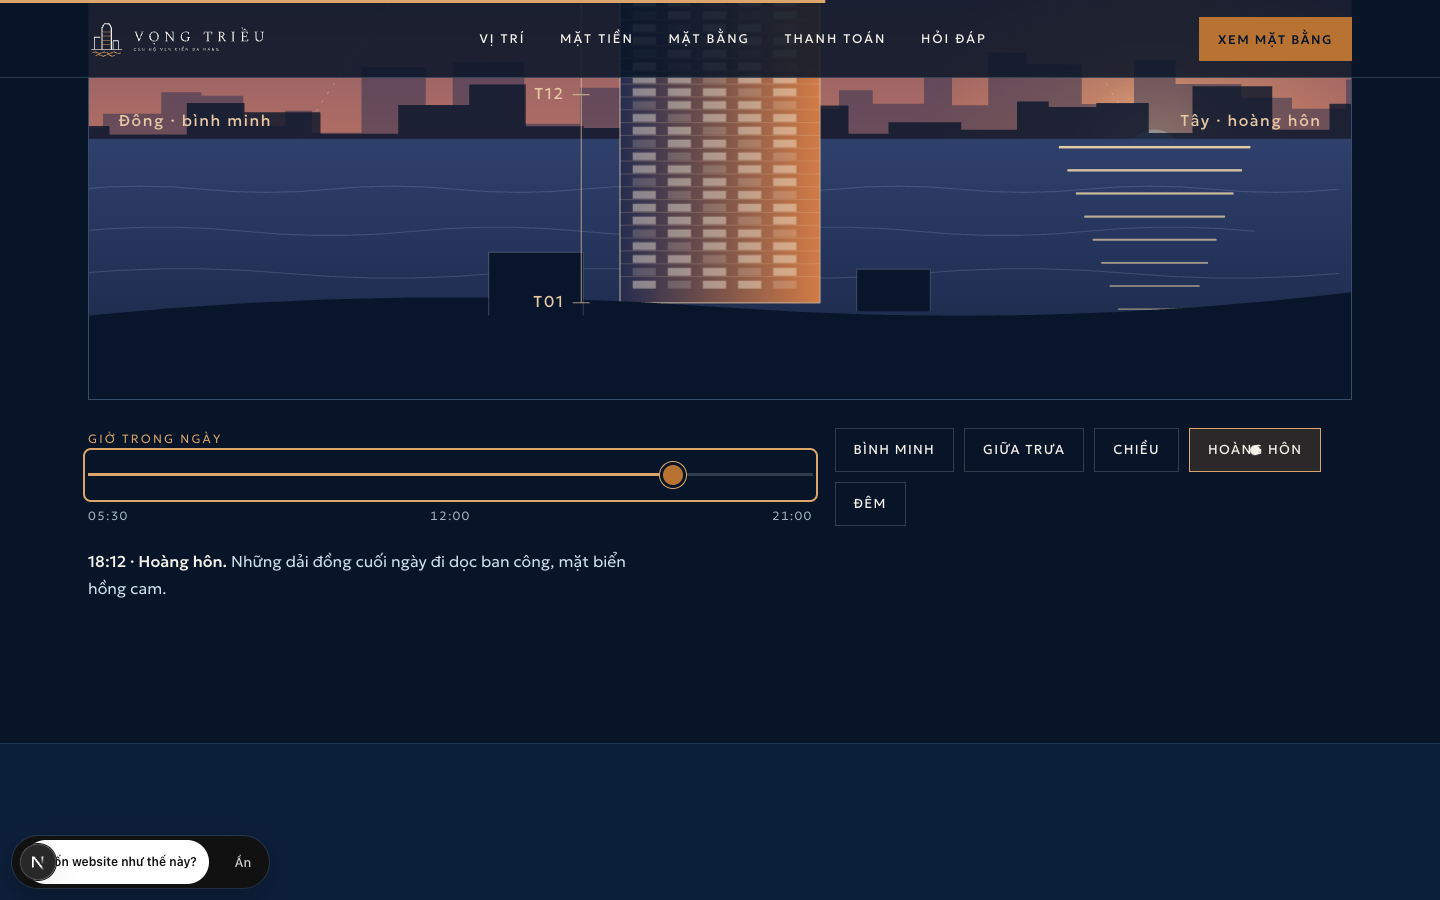 VỌNG TRIỀU
VỊ TRÍ
MẶT TIỀN
MẶT BẰNG
THANH TOÁN
HỎI ĐÁP
XEM MẶT BẰNG
T12
Đông · bình minh
Tây · hoàng hôn
T01
GIỜ TRONG NGÀY
05:30
12:00
21:00
BÌNH MINH
GIỮA TRƯA
CHIỀU
HOÀNG HÔN
ĐÊM
18:12 · Hoàng hôn. Những dải đồng cuối ngày đi dọc ban công, mặt biển
hồng cam.
N
website như thế này?
Ẩn